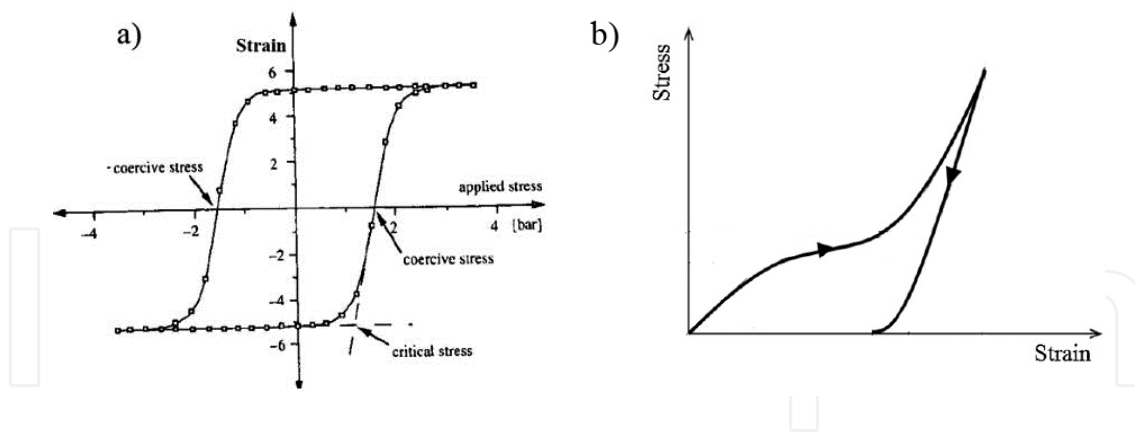 a)
Strain
6
4
2
-coercive stress
applied stress
−4
−2
2
4
[bar]
−2
coercive stress
−4
critical stress
−6
b)
Stress
Strain